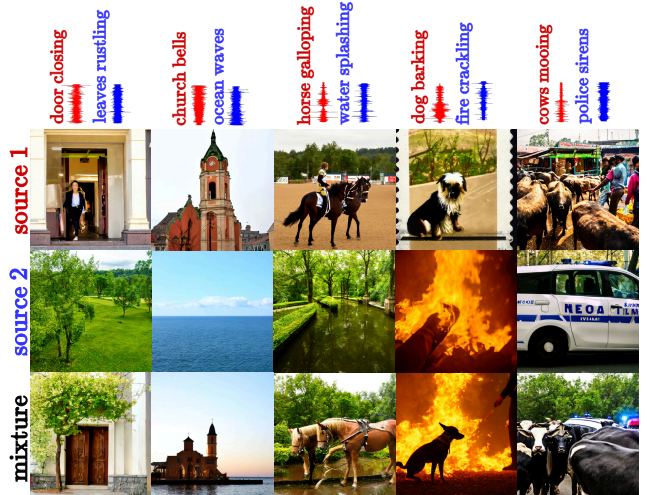 door closing
leaves rustling
church bells
ocean waves
horse galloping
water splashing
dog barking
fire crackling
cows mooing
police sirens
source 1
source 2
NEOA TLM
mixture